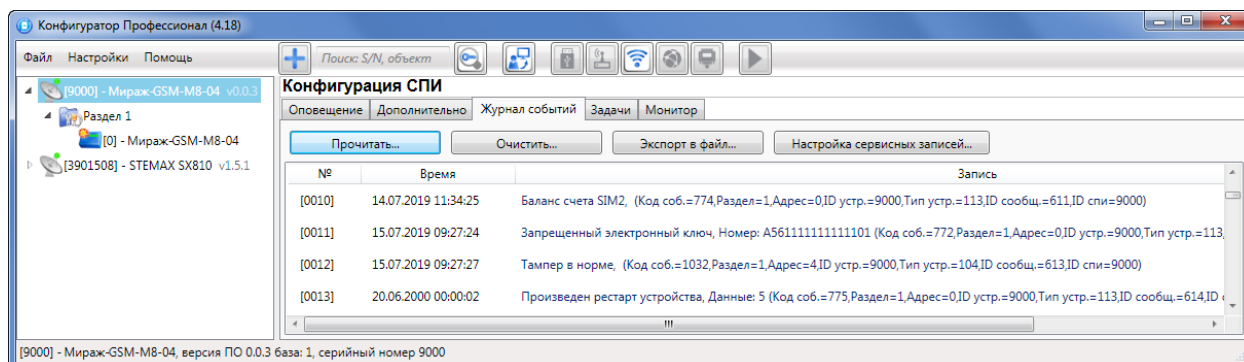 Конфигуратор Профессионал (4.18)
Файл Настройки Помощь Поиск: S/N, объект
[9000] - Мираж-GSM-M8-04 v0.0.3
Раздел 1
[0] - Мираж-GSM-M8-04
[3901508] - STEMAX SX810 v1.5.1
Конфигурация СПИ
Оповещение Дополнительно Журнал событий Задачи Монитор
Прочитать... Очистить... Экспорт в файл... Настройка сервисных записей...
№ Время Запись
[0010] 14.07.2019 11:34:25 Баланс счета SIM2, (Код соб.=774,Раздел=1,Адрес=0,ID устр.=9000,Тип устр.=113,ID сообщ.=611,ID спи=9000)
[0011] 15.07.2019 09:27:24 Запрещенный электронный ключ, Номер: A561111111111101 (Код соб.=772,Раздел=1,Адрес=0,ID устр.=9000,Тип устр.=113,
[0012] 15.07.2019 09:27:27 Тампер в норме, (Код соб.=1032,Раздел=1,Адрес=4,ID устр.=9000,Тип устр.=104,ID сообщ.=613,ID спи=9000)
[0013] 20.06.2000 00:00:02 Произведен рестарт устройства, Данные: 5 (Код соб.=775,Раздел=1,Адрес=0,ID устр.=9000,Тип устр.=113,ID сообщ.=614,ID
[9000] - Мираж-GSM-M8-04, версия ПО 0.0.3 база: 1, серийный номер 9000